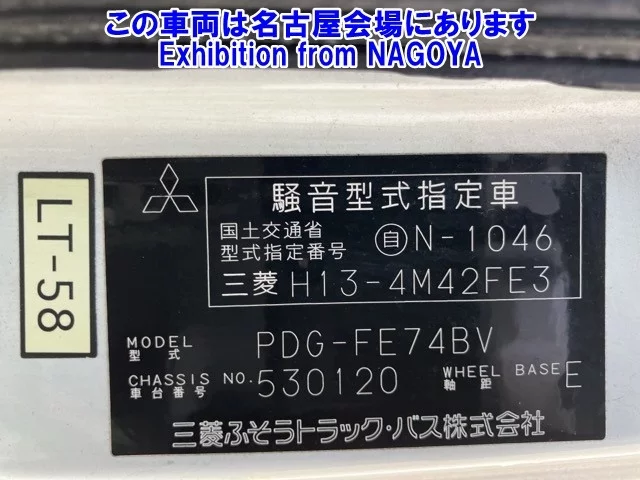 この車両は名古屋会場にあります
Exhibition from NAGOYA
LT-58
騒音型式指定車
国土交通省
型式指定番号 自N-1046
三菱 H13-4M42FE3
MODEL
型式 PDG-FE74BV
CHASSIS NO.
車台番号 530120 WHEEL BASE
軸距 E
三菱ふそうトラック・バス株式会社